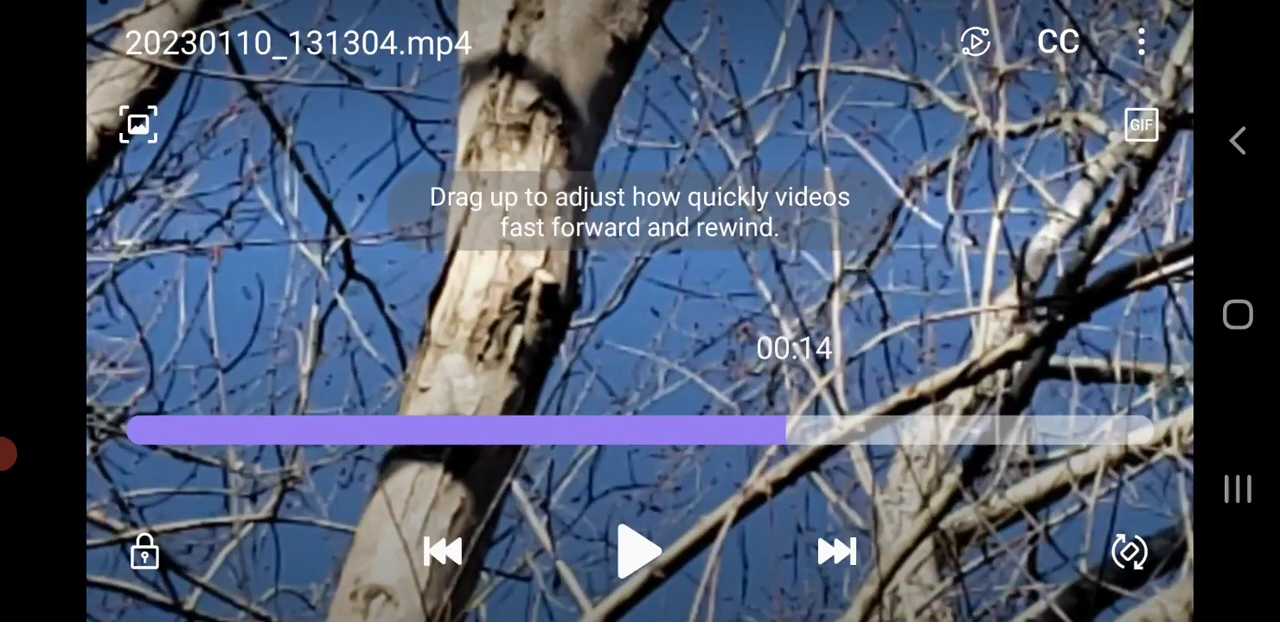 20230110_131304.mp4
CC
GIF
Drag up to adjust how quickly videos
fast forward and rewind.
00:14